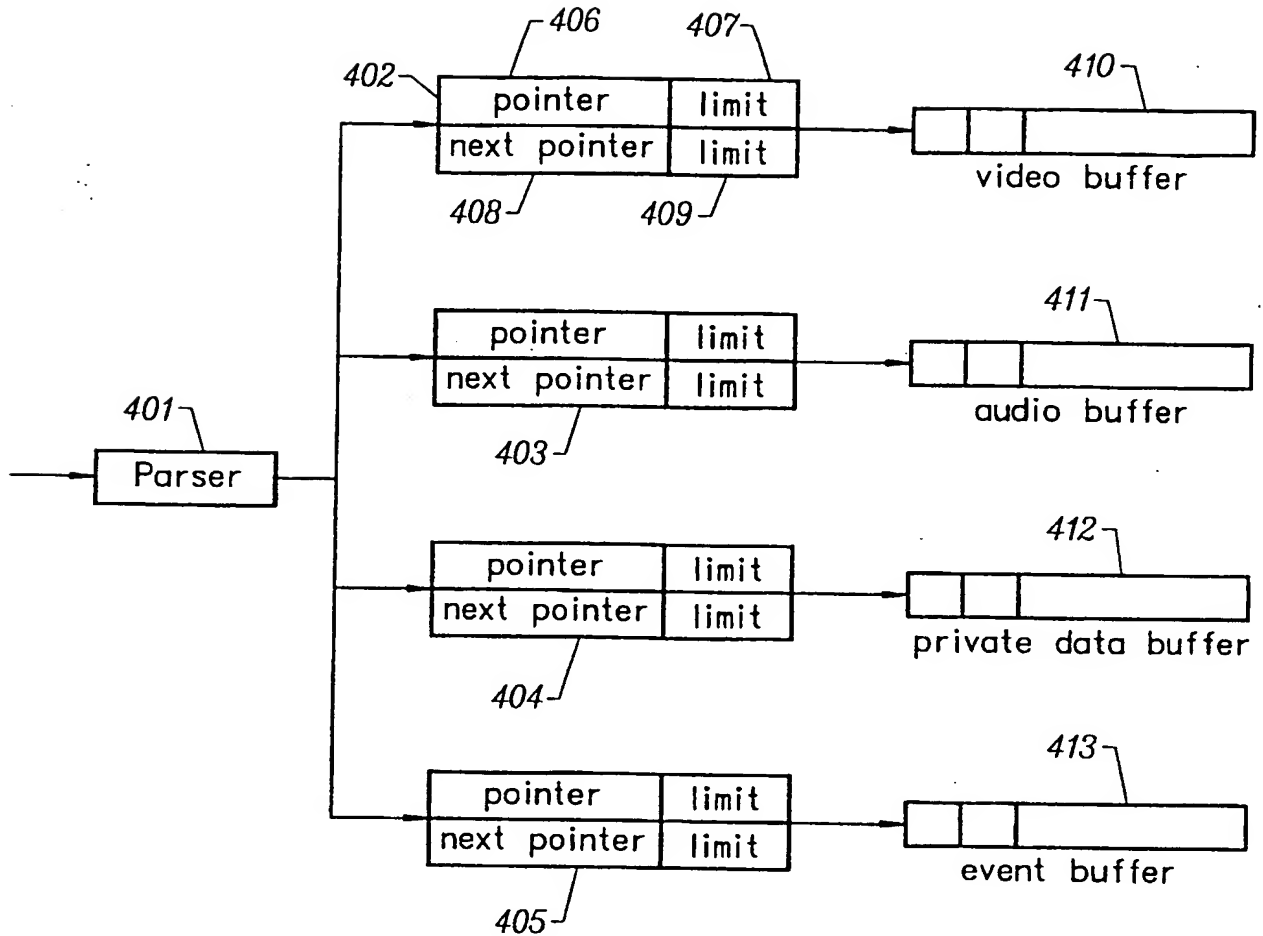 406
407
402
410
pointer limit
next pointer limit
video buffer
408
409
411
pointer limit
next pointer limit
audio buffer
401
403
Parser
412
pointer limit
next pointer limit
private data buffer
404
413
pointer limit
next pointer limit
event buffer
405